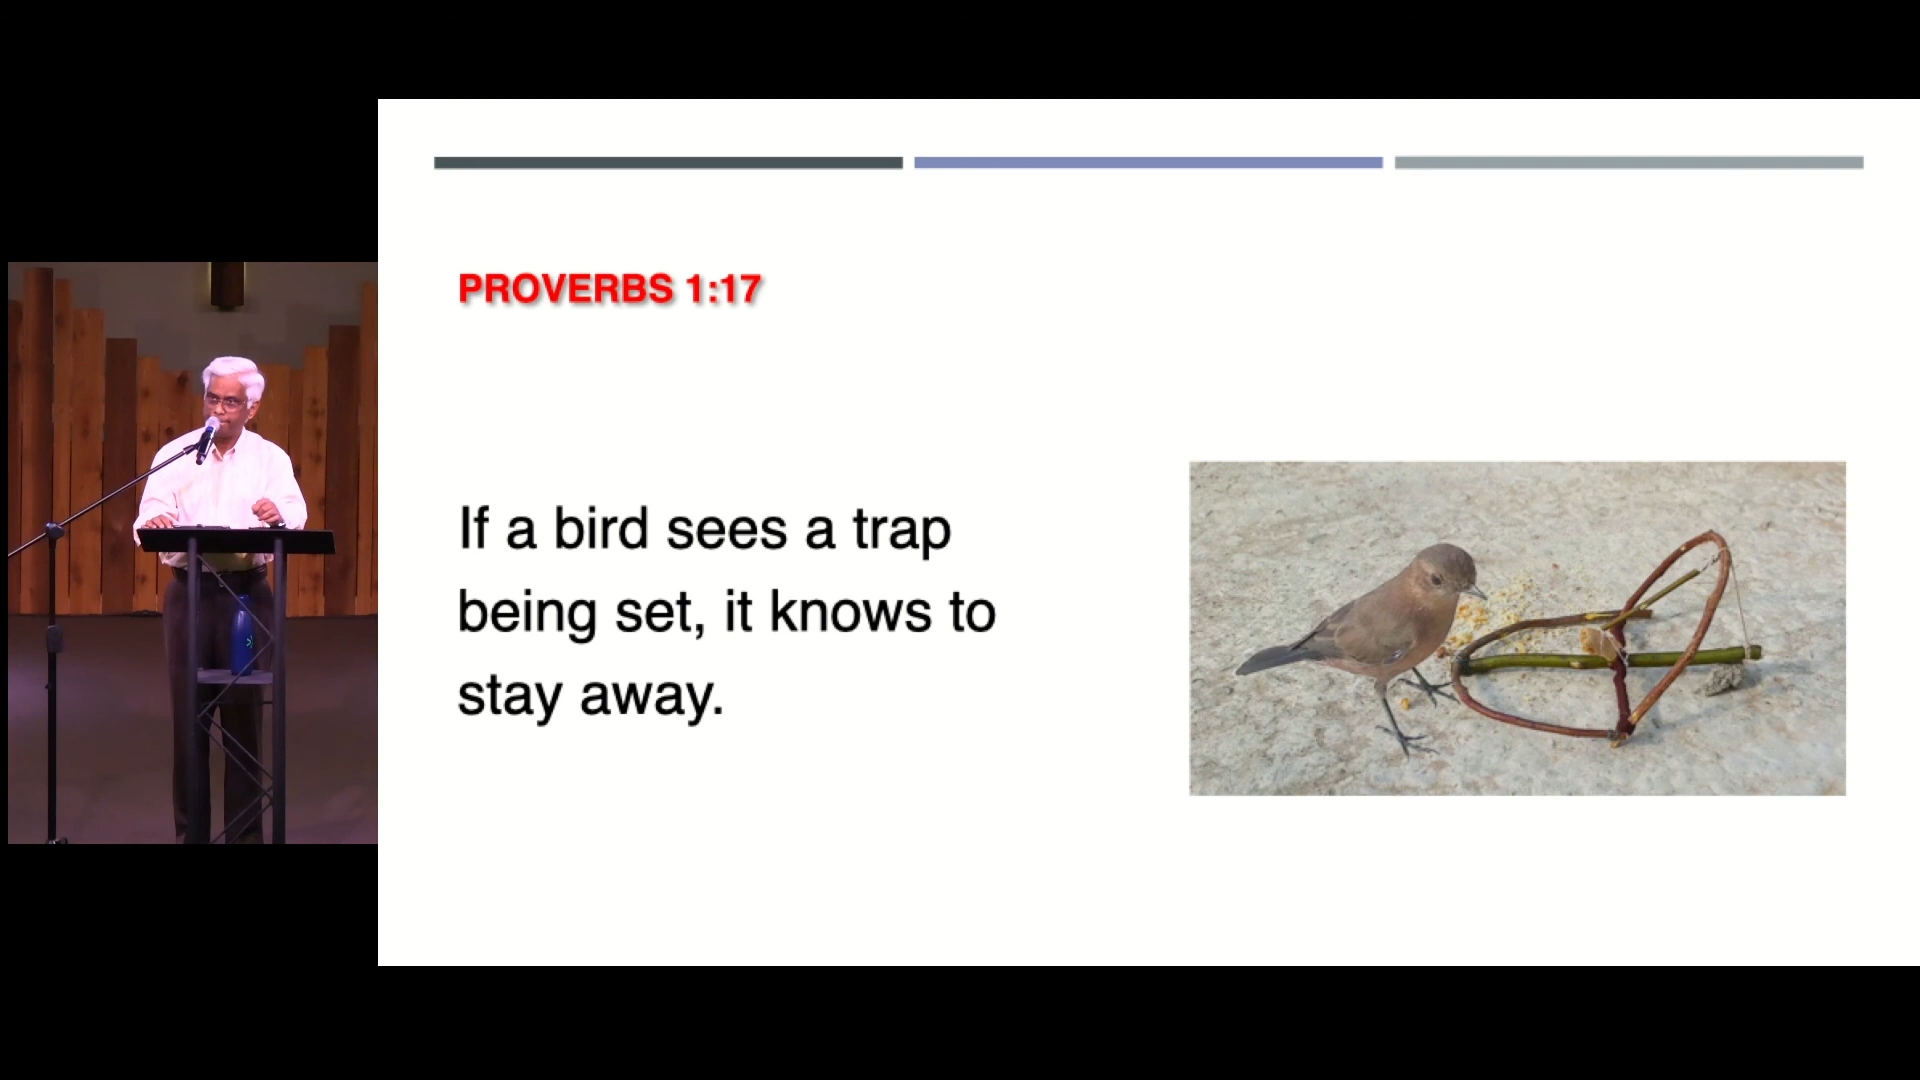 PROVERBS 1:17
If a bird sees a trap
being set, it knows to
stay away.